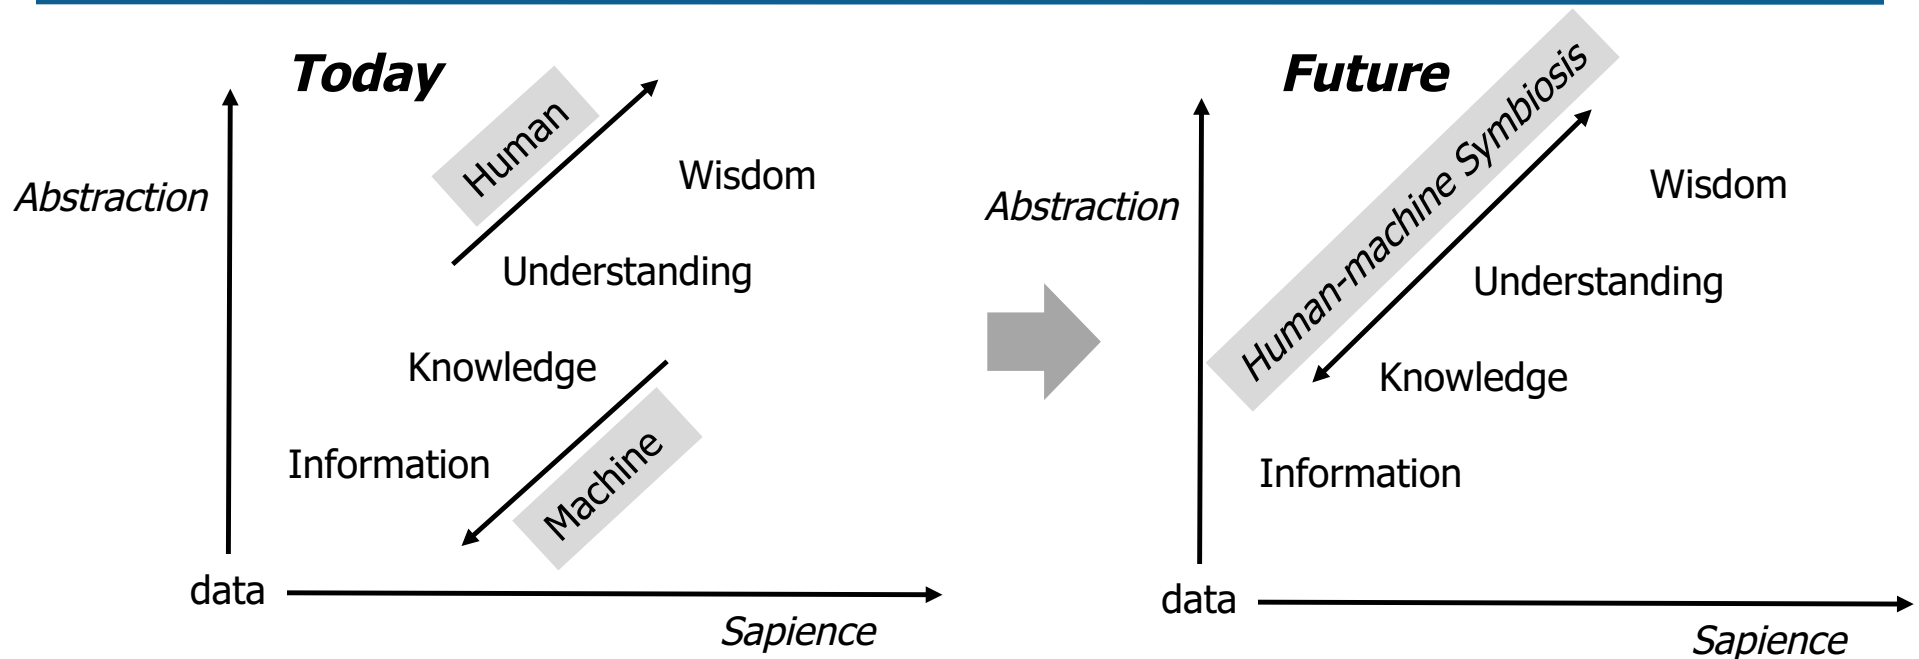 Today
Human
Abstraction
Wisdom
Understanding
Knowledge
Information
Machine
data
Sapience
Future
Human-machine Symbiosis
Abstraction
Wisdom
Understanding
Knowledge
Information
data
Sapience